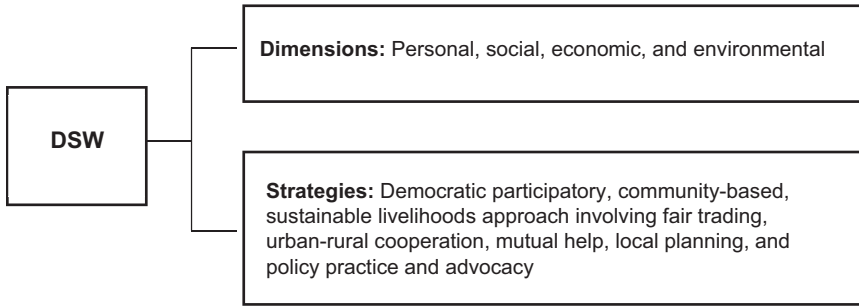 Dimensions: Personal, social, economic, and environmental
DSW
Strategies: Democratic participatory, community-based,
sustainable livelihoods approach involving fair trading,
urban-rural cooperation, mutual help, local planning, and
policy practice and advocacy